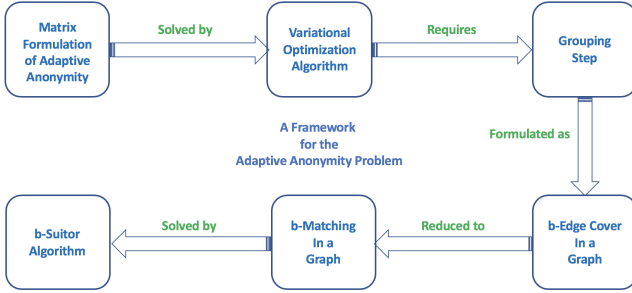 Matrix
Formulation
of Adaptive
Anonymity
Solved by
Variational
Optimization
Algorithm
Requires
Grouping
Step
A Framework
for the
Adaptive Anonymity Problem
Formulated as
b-Edge Cover
In a
Graph
Reduced to
b-Matching
In a
Graph
Solved by
b-Suitor
Algorithm